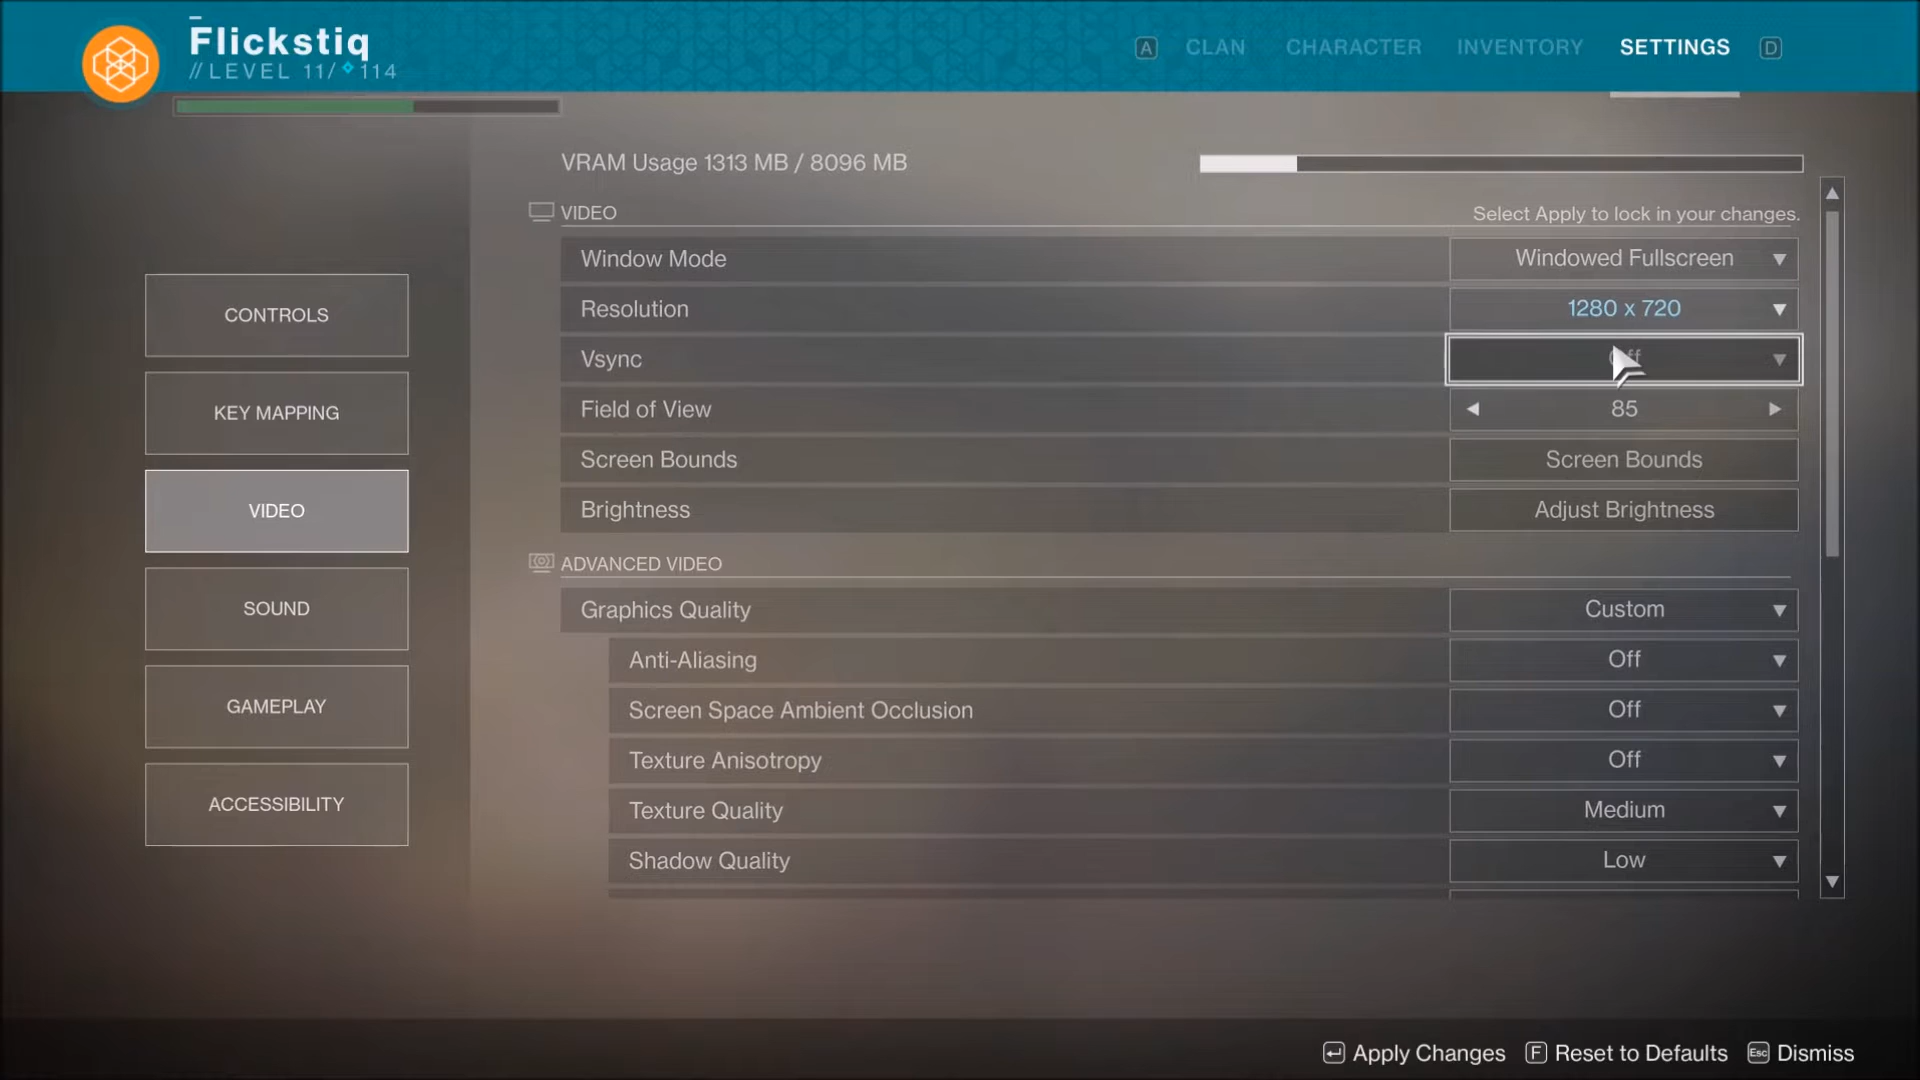 Flickstiq
// LEVEL 11/ 114
A CLAN CHARACTER INVENTORY SETTINGS D
VRAM Usage 1313 MB / 8096 MB
VIDEO
Select Apply to lock in your changes.
Window Mode Windowed Fullscreen
Resolution 1280 x 720
Vsync
Field of View 85
Screen Bounds Screen Bounds
Brightness Adjust Brightness
ADVANCED VIDEO
Graphics Quality Custom
Anti-Aliasing Off
Screen Space Ambient Occlusion Off
Texture Anisotropy Off
Texture Quality Medium
Shadow Quality Low
CONTROLS
KEY MAPPING
VIDEO
SOUND
GAMEPLAY
ACCESSIBILITY
Apply Changes F Reset to Defaults Esc Dismiss